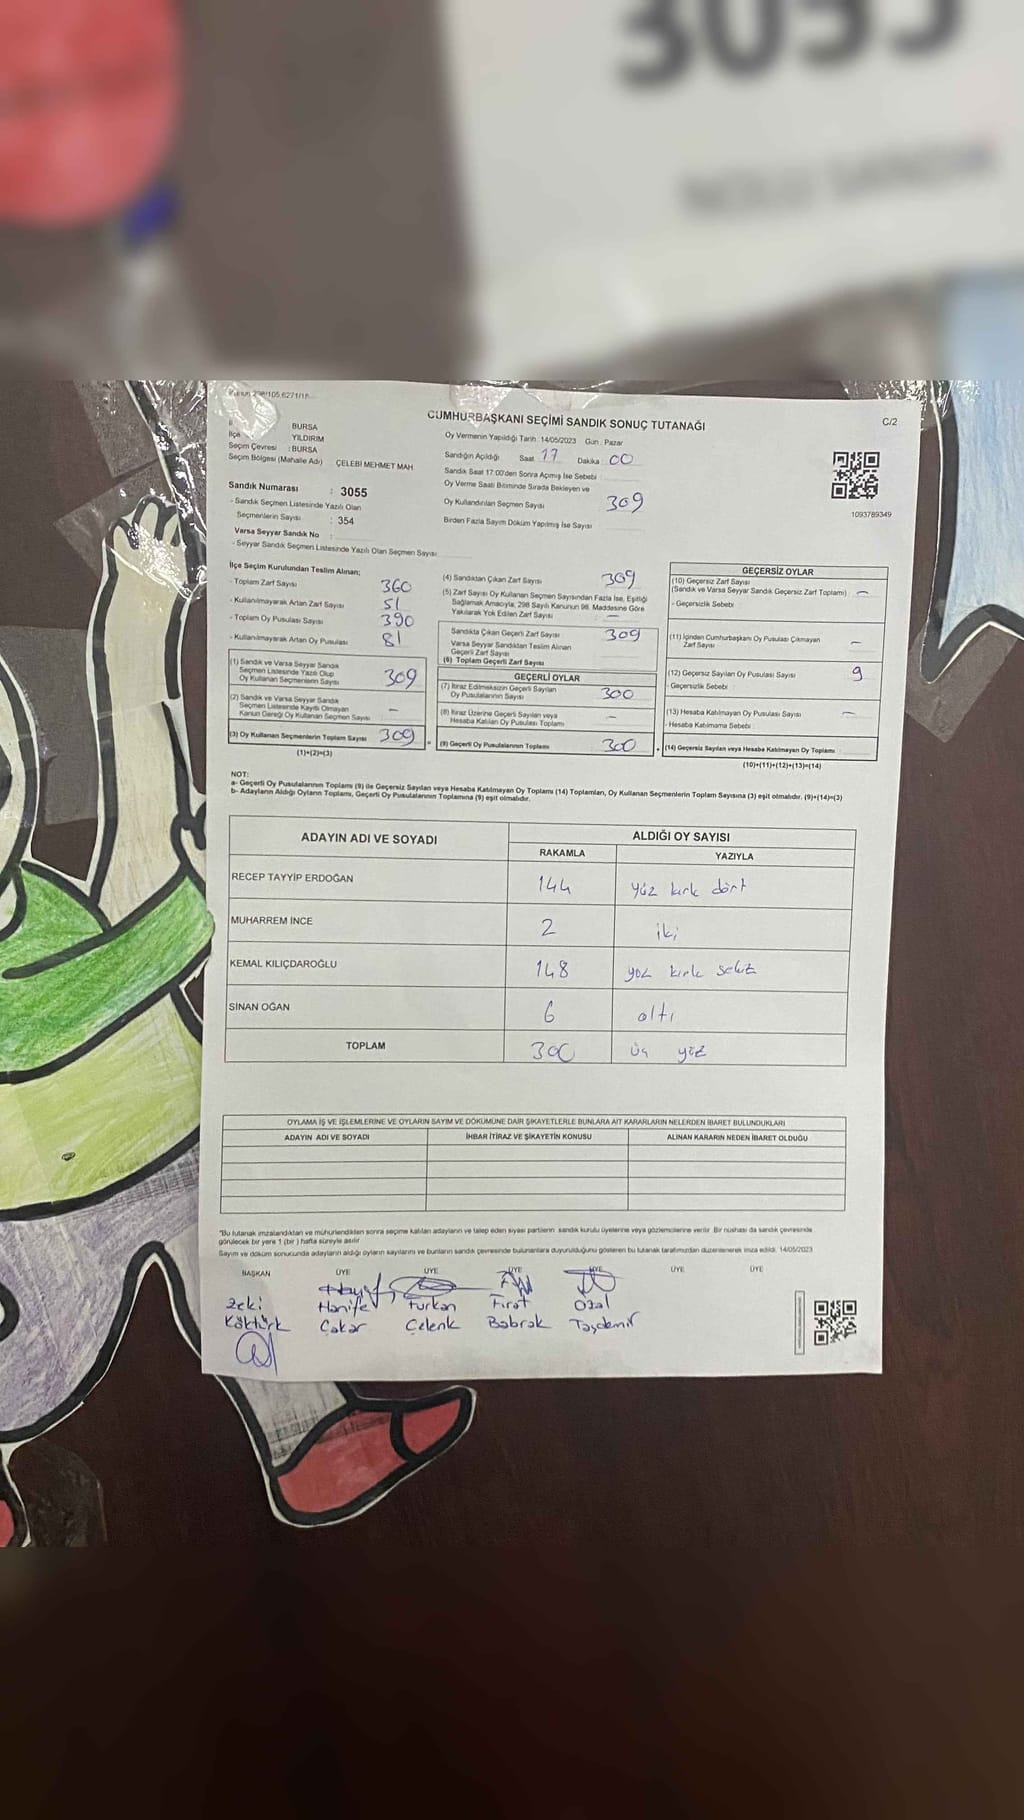 3055
NOLU SANDIK
CUMHURBAŞKANI SEÇİMİ SANDIK SONUÇ TUTANAĞI
C/2
BURSA
İlçe YILDIRIM
Seçim Çevresi : BURSA
Seçim Bölgesi (Mahalle Adı) ÇELEBİ MEHMET MAH.
Sandık Numarası : 3055
- Sandık Seçmen Listesinde Yazılı Olan
Seçmenlerin Sayısı : 354
Varsa Seyyar Sandık No :
- Seyyar Sandık Seçmen Listesinde Yazılı Olan Seçmen Sayısı
Oy Vermenin Yapıldığı Tarih : 14/05/2023 Gün : Pazar
Sandığın Açıldığı Saat : 17 Dakika : 00
Sandık Saat 17:00'den Sonra Açılmış İse Sebebi
Oy Verme Saati Bitiminde Sırada Bekleyen ve
Oy Kullandırılan Seçmen Sayısı 309
Birden Fazla Sayım Döküm Yapılmış İse Sayısı
1093789349
İlçe Seçim Kurulundan Teslim Alınan;
- Toplam Zarf Sayısı 360
- Kullanılmayarak Artan Zarf Sayısı 51
- Toplam Oy Pusulası Sayısı 390
- Kullanılmayarak Artan Oy Pusulası 81
(1) Sandık ve Varsa Seyyar Sandık
Seçmen Listesinde Yazılı Olup
Oy Kullanan Seçmenlerin Sayısı 309
(2) Sandık ve Varsa Seyyar Sandık
Seçmen Listesinde Kayıtlı Olmayan
Kanun Gereği Oy Kullanan Seçmen Sayısı -
(3) Oy Kullanan Seçmenlerin Toplam Sayısı 309
(1)+(2)=(3)
(4) Sandıktan Çıkan Zarf Sayısı 309
(5) Zarf Sayısı Oy Kullanan Seçmen Sayısından Fazla İse, Eşitliği
Sağlamak Amacıyla, 298 Sayılı Kanunun 98. Maddesine Göre
Yakılarak Yok Edilen Zarf Sayısı -
Sandıkta Çıkan Geçerli Zarf Sayısı 309
Varsa Seyyar Sandıktan Teslim Alınan
Geçerli Zarf Sayısı
(6) Toplam Geçerli Zarf Sayısı
GEÇERLİ OYLAR
(7) İtiraz Edilmeksizin Geçerli Sayılan
Oy Pusulalarının Sayısı 300
(8) İtiraz Üzerine Geçerli Sayılan veya
Hesaba Katılan Oy Pusulası Toplamı -
(9) Geçerli Oy Pusulalarının Toplamı 300
GEÇERSİZ OYLAR
(10) Geçersiz Zarf Sayısı
(Sandık ve Varsa Seyyar Sandık Geçersiz Zarf Toplamı) -
- Geçersizlik Sebebi
(11) İçinden Cumhurbaşkanı Oy Pusulası Çıkmayan
Zarf Sayısı -
(12) Geçersiz Sayılan Oy Pusulası Sayısı 9
- Geçersizlik Sebebi
(13) Hesaba Katılmayan Oy Pusulası Sayısı -
- Hesaba Katılmama Sebebi
(14) Geçersiz Sayılan veya Hesaba Katılmayan Oy Toplamı
(10)+(11)+(12)+(13)=(14)
NOT:
a- Geçerli Oy Pusulalarının Toplamı (9) ile Geçersiz Sayılan veya Hesaba Katılmayan Oy Toplamı (14) Toplamları, Oy Kullanan Seçmenlerin Toplam Sayısına (3) eşit olmalıdır. (9)+(14)=(3)
b- Adayların Aldığı Oyların Toplamı, Geçerli Oy Pusulalarının Toplamına (9) eşit olmalıdır.
ADAYIN ADI VE SOYADI ALDIĞI OY SAYISI
RAKAMLA YAZIYLA
RECEP TAYYİP ERDOĞAN 144 yüz kırk dört
MUHARREM İNCE 2 iki
KEMAL KILIÇDAROĞLU 148 yüz kırk sekiz
SİNAN OĞAN 6 altı
TOPLAM 300 üç yüz
OYLAMA İŞ VE İŞLEMLERİNE VE OYLARIN SAYIM VE DÖKÜMÜNE DAİR ŞİKAYETLERLE BUNLARA AİT KARARLARIN NELERDEN İBARET BULUNDUKLARI
ADAYIN ADI VE SOYADI İHBAR İTİRAZ VE ŞİKAYETİN KONUSU ALINAN KARARIN NEDEN İBARET OLDUĞU
"Bu tutanak imzalandıktan ve mühürlendikten sonra seçime katılan adayların ve talep eden siyasi partilerin sandık kurulu üyelerine veya gözlemcilerine verilir. Bir nüshası da sandık çevresinde
görülecek bir yere 1 (bir) hafta süreyle asılır.
Sayım ve döküm sonucunda adayların aldığı oyların sayılarını ve bunların sandık çevresinde bulunanlara duyurulduğunu gösteren bu tutanak tarafımızdan düzenlenerek imza edildi. 14/05/2023
BAŞKAN ÜYE ÜYE ÜYE ÜYE ÜYE ÜYE
Zeki Hanife Furkan Fırat Özal
Köktürk Çakar Çelenk Babrak Taşdemir